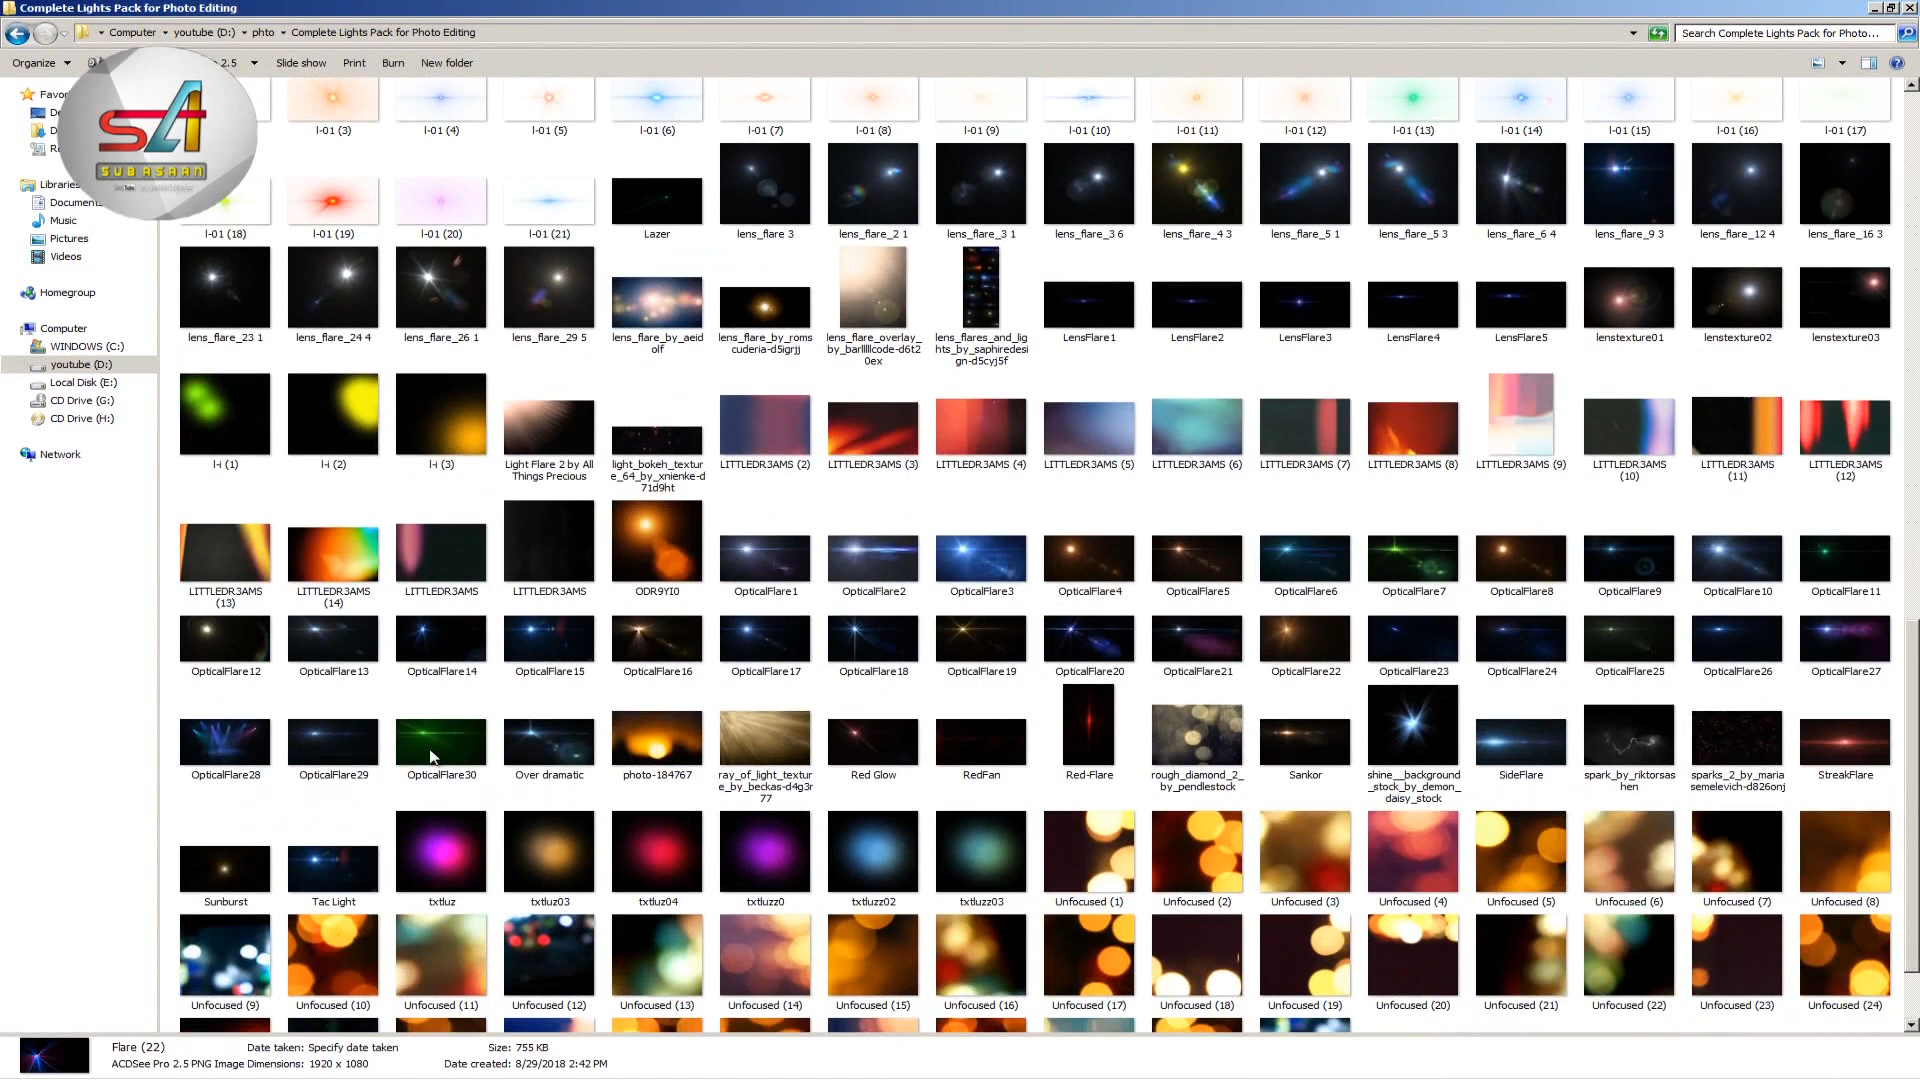 Complete Lights Pack for Photo Editing
Computer youtube (D:) phto Complete Lights Pack for Photo Editing
Search Complete Lights Pack for Photo...
Organize 2.5 Slide show Print Burn New folder
SA
SUB ASAAN
Libraries
Documents
Music
Pictures
Videos
Homegroup
Computer
WINDOWS (C:)
youtube (D:)
Local Disk (E:)
CD Drive (G:)
CD Drive (H:)
Network
l-01 (3) l-01 (4) l-01 (5) l-01 (6) l-01 (7) l-01 (8) l-01 (9) l-01 (10) l-01 (11) l-01 (12) l-01 (13) l-01 (14) l-01 (15) l-01 (16) l-01 (17)
l-01 (18) l-01 (19) l-01 (20) l-01 (21) Lazer lens_flare 3 lens_flare_2 1 lens_flare_3 1 lens_flare_3 6 lens_flare_4 3 lens_flare_5 1 lens_flare_5 3 lens_flare_6 4 lens_flare_9 3 lens_flare_12 4 lens_flare_16 3
lens_flare_23 1 lens_flare_24 4 lens_flare_26 1 lens_flare_29 5 lens_flare_by_aeid lens_flare_by_roms lens_flare_overlay_ lens_flares_and_lig LensFlare1 LensFlare2 LensFlare3 LensFlare4 LensFlare5 lenstexture01 lenstexture02 lenstexture03
olf cuderia-d5igrjj by_barlllllcode-d6t2 hts_by_saphiredesi
0ex gn-d5cyj5f
l-i (1) l-i (2) l-i (3) Light Flare 2 by All light_bokeh_textur LITTLEDR3AMS (2) LITTLEDR3AMS (3) LITTLEDR3AMS (4) LITTLEDR3AMS (5) LITTLEDR3AMS (6) LITTLEDR3AMS (7) LITTLEDR3AMS (8) LITTLEDR3AMS (9) LITTLEDR3AMS LITTLEDR3AMS LITTLEDR3AMS
Things Precious e_64_by_xnienke-d (10) (11) (12)
71d9ht
LITTLEDR3AMS LITTLEDR3AMS LITTLEDR3AMS LITTLEDR3AMS ODR9YI0 OpticalFlare1 OpticalFlare2 OpticalFlare3 OpticalFlare4 OpticalFlare5 OpticalFlare6 OpticalFlare7 OpticalFlare8 OpticalFlare9 OpticalFlare10 OpticalFlare11
(13) (14)
OpticalFlare12 OpticalFlare13 OpticalFlare14 OpticalFlare15 OpticalFlare16 OpticalFlare17 OpticalFlare18 OpticalFlare19 OpticalFlare20 OpticalFlare21 OpticalFlare22 OpticalFlare23 OpticalFlare24 OpticalFlare25 OpticalFlare26 OpticalFlare27
OpticalFlare28 OpticalFlare29 OpticalFlare30 Over dramatic photo-184767 ray_of_light_textur Red Glow RedFan Red-Flare rough_diamond_2_ Sankor shine__background SideFlare spark_by_riktorsas sparks_2_by_maria StreakFlare
e_by_beckas-d4g3r by_pendlestock _stock_by_demon_ hen semelevich-d826onj
77 daisy_stock
Sunburst Tac Light txtluz txtluz03 txtluz04 txtluzz0 txtluzz02 txtluzz03 Unfocused (1) Unfocused (2) Unfocused (3) Unfocused (4) Unfocused (5) Unfocused (6) Unfocused (7) Unfocused (8)
Unfocused (9) Unfocused (10) Unfocused (11) Unfocused (12) Unfocused (13) Unfocused (14) Unfocused (15) Unfocused (16) Unfocused (17) Unfocused (18) Unfocused (19) Unfocused (20) Unfocused (21) Unfocused (22) Unfocused (23) Unfocused (24)
Flare (22) Date taken: Specify date taken Size: 755 KB
ACDSee Pro 2.5 PNG Image Dimensions: 1920 x 1080 Date created: 8/29/2018 2:42 PM